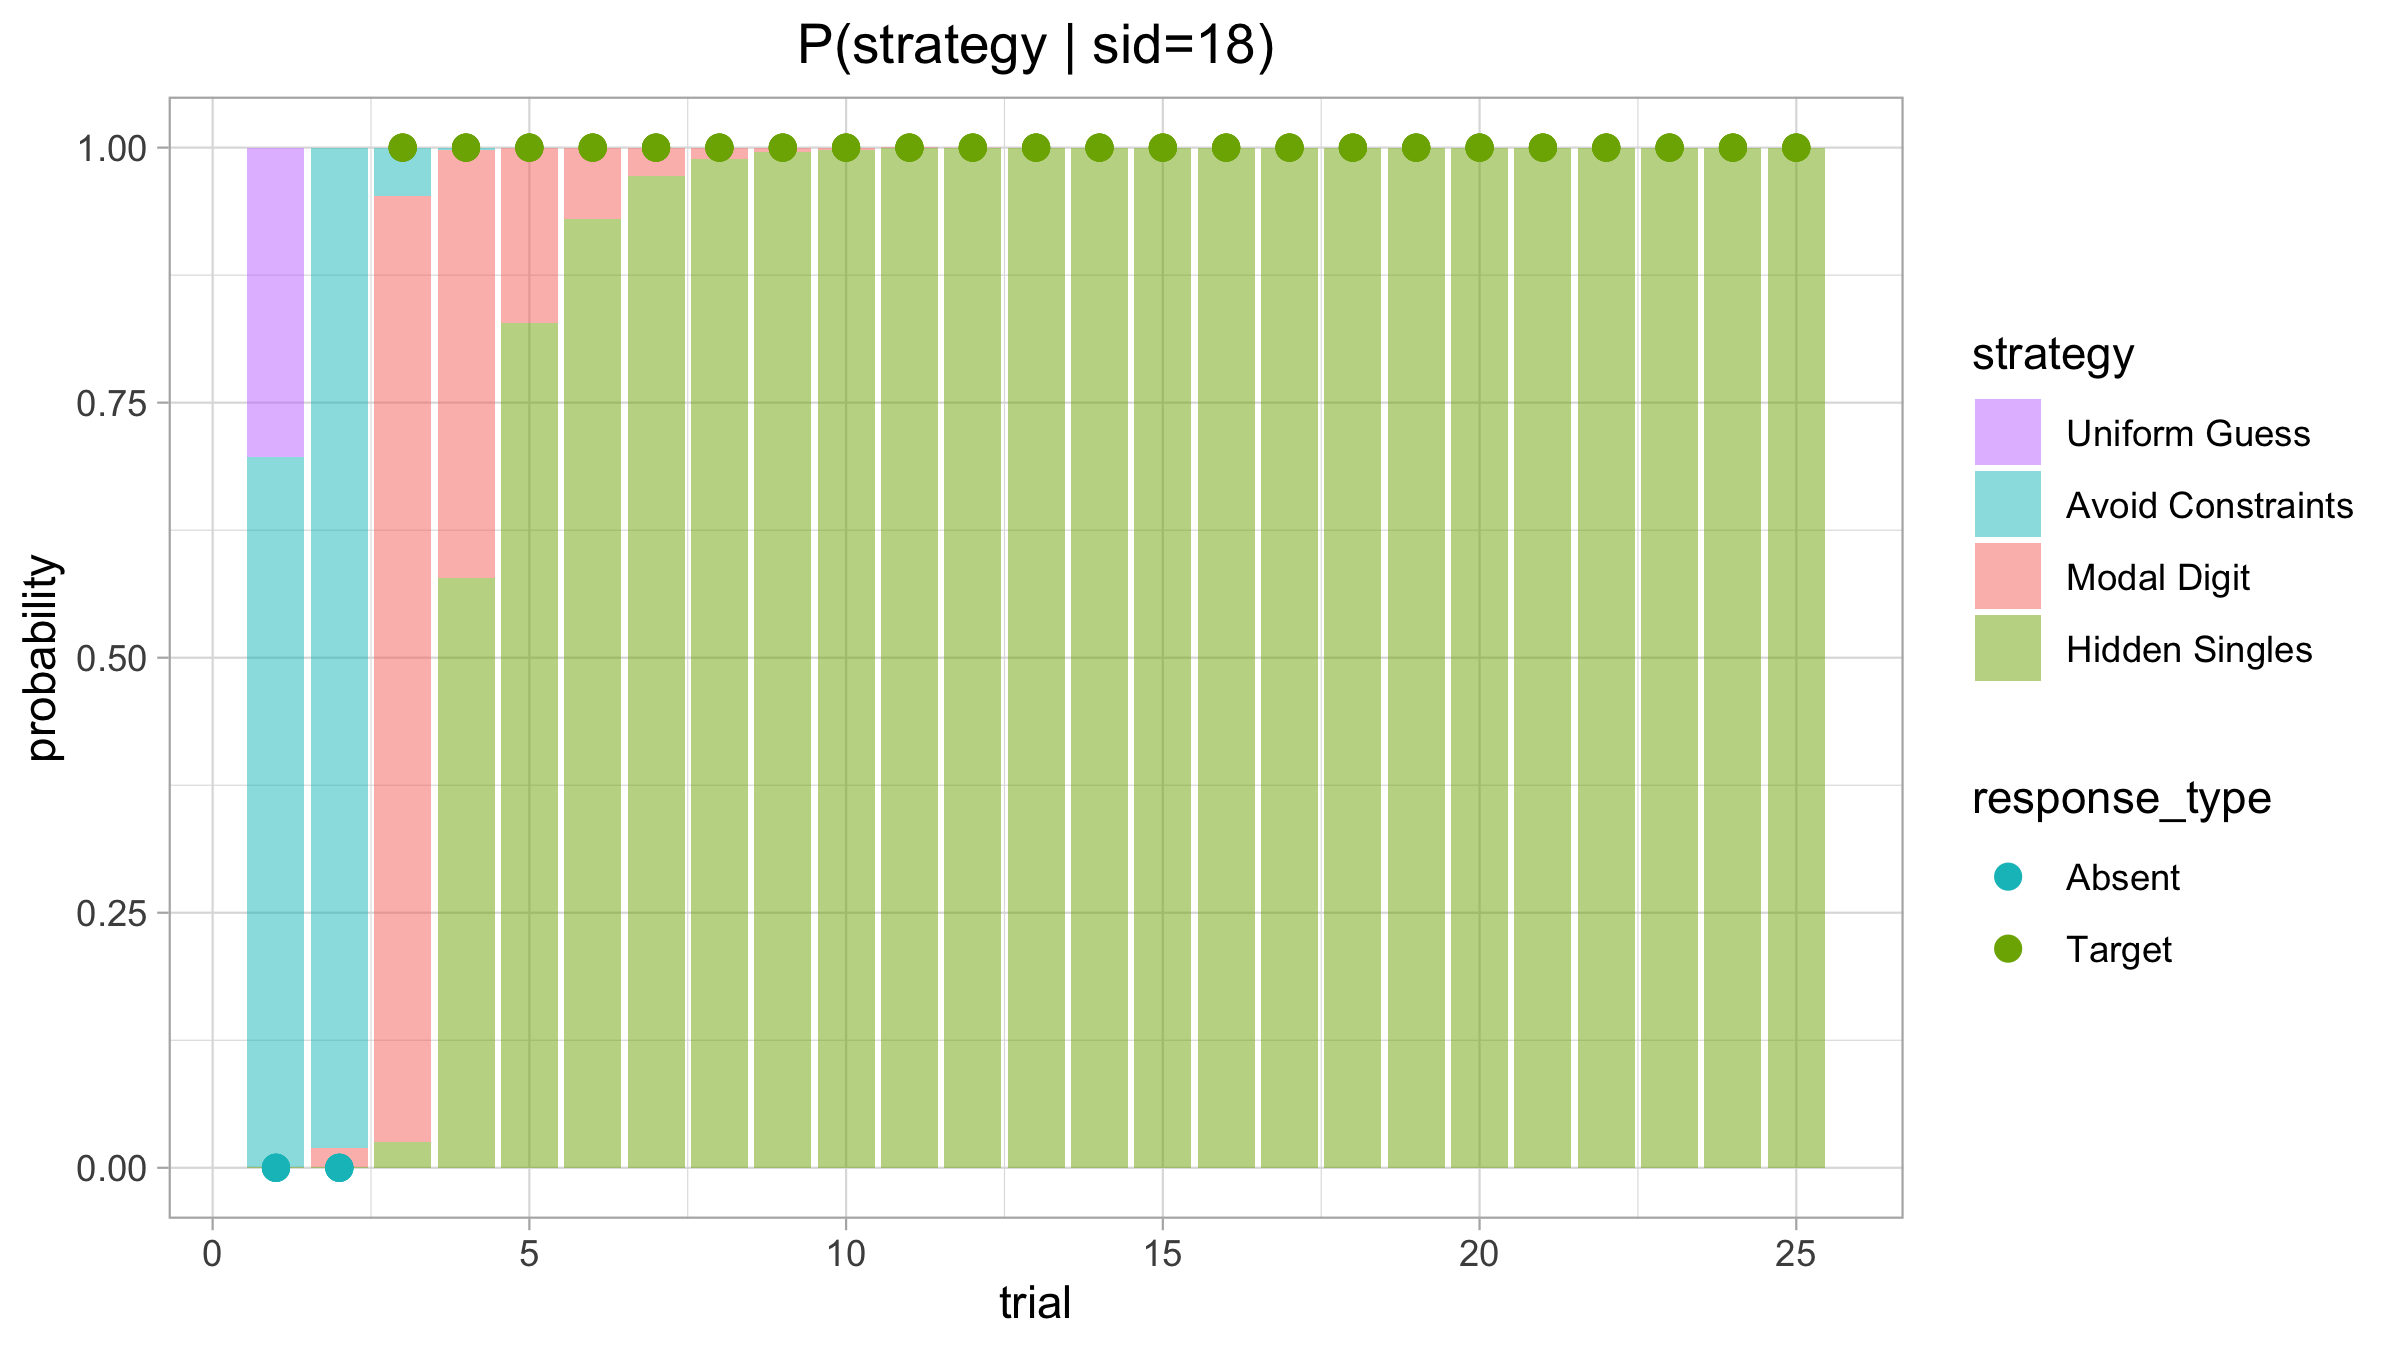 P(strategy | sid=18)
probability
1.00
0.75
0.50
0.25
0.00
0 5 10 15 20 25
trial
strategy
Uniform Guess
Avoid Constraints
Modal Digit
Hidden Singles
response_type
Absent
Target